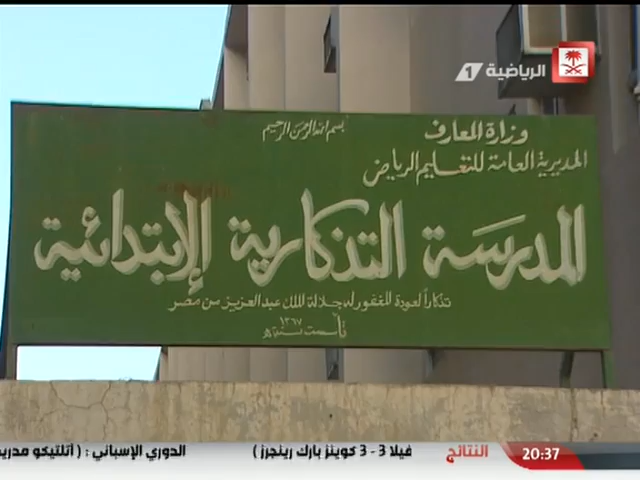 الرياضية 1
بسم الله الرحمن الرحيم
وزارة المعارف
المديرية العامة للتعليم الرياض
المدرسة التذكارية الإبتدائية
تذكاراً لعودة المغفور له جلالة الملك عبدالعزيز من مصر
تأسست سنة ١٣٦٧ هـ
20:37 النتائج فيلا 3 - 3 كوينز بارك رينجرز ) الدوري الإسباني : ( أتلتيكو مدريد